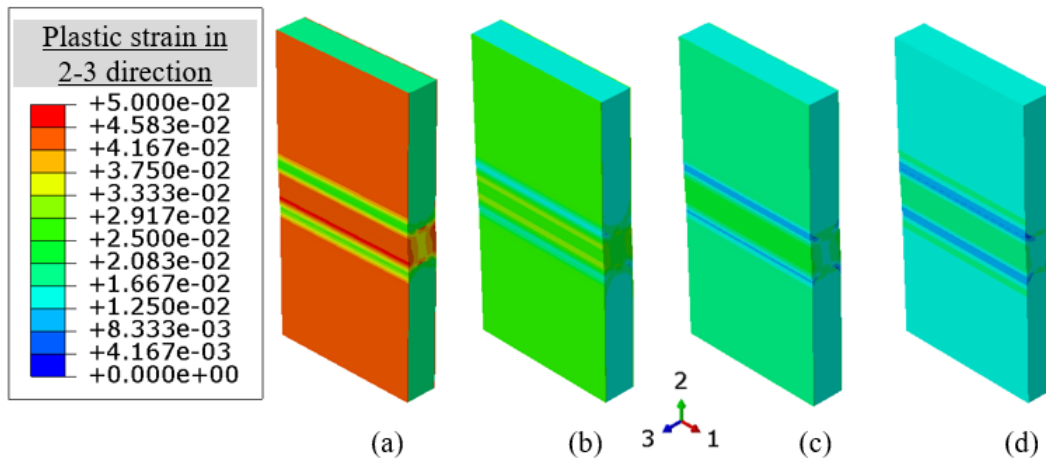 Plastic strain in
2-3 direction
+5.000e-02
+4.583e-02
+4.167e-02
+3.750e-02
+3.333e-02
+2.917e-02
+2.500e-02
+2.083e-02
+1.667e-02
+1.250e-02
+8.333e-03
+4.167e-03
+0.000e+00
2
3 1
(a) (b) (c) (d)